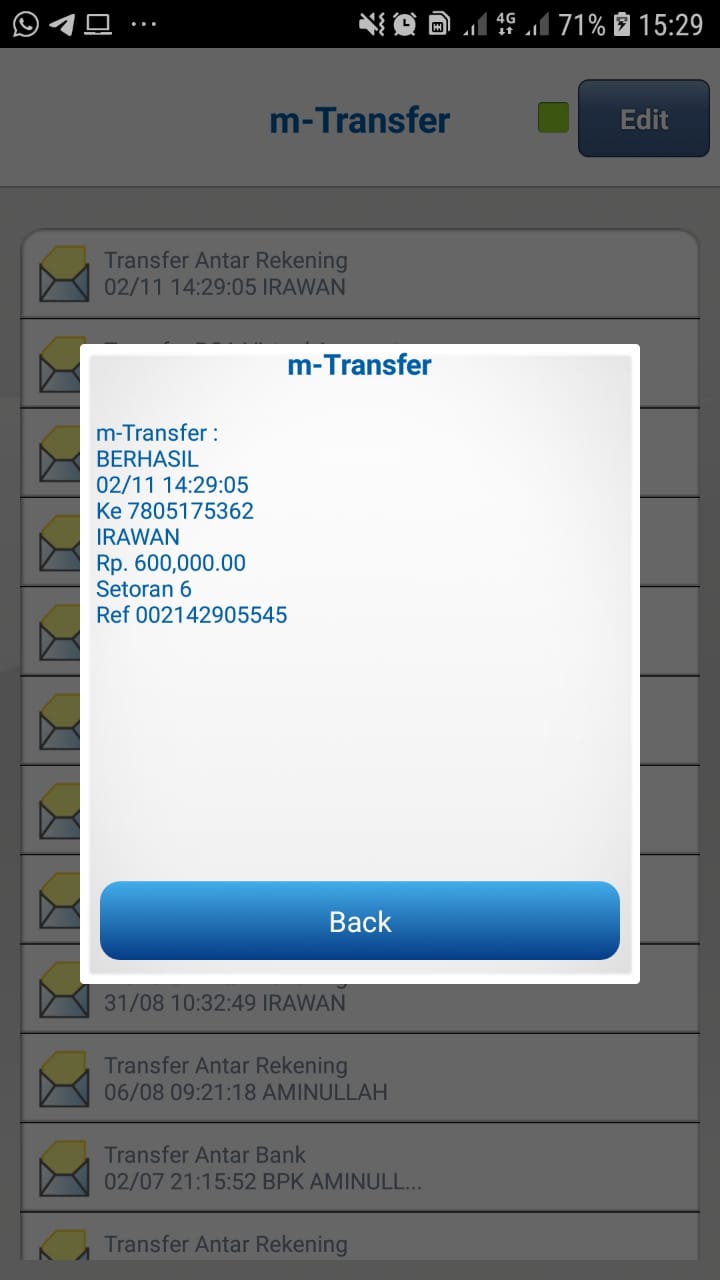 4G
71%
15:29
m-Transfer
Edit
Transfer Antar Rekening
02/11 14:29:05 IRAWAN
m-Transfer
m-Transfer :
BERHASIL
02/11 14:29:05
Ke 7805175362
IRAWAN
Rp. 600,000.00
Setoran 6
Ref 002142905545
Back
31/08 10:32:49 IRAWAN
Transfer Antar Rekening
06/08 09:21:18 AMINULLAH
Transfer Antar Bank
02/07 21:15:52 BPK AMINULL...
Transfer Antar Rekening